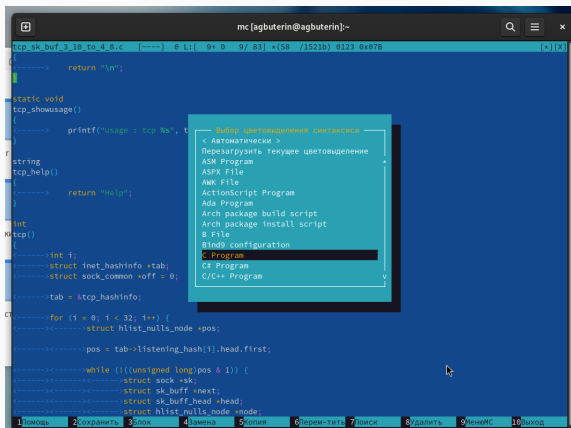 mc [agbuterin@agbuterin]:~
tcp_sk_buf_3_10_to_4_8.c [----] 0 L:[ 9+ 0 9/ 83] *(58 /1521b) 0123 0x07B [*][X]
{
<------> return "\n";
}
static void
tcp_showusage()
{
<------> printf("usage : tcp %s", t
}
string
tcp_help()
{
<------> return "Help";
}
int
tcp()
{
<------>int i;
<------>struct inet_hashinfo *tab;
<------>struct sock_common *off = 0;
<------>tab = &tcp_hashinfo;
<------>for (i = 0; i < 32; i++) {
<------><------>struct hlist_nulls_node *pos;
<------><------>pos = tab->listening_hash[i].head.first;
<------><------>while (!((unsigned long)pos & 1)) {
<------><------><------>struct sock *sk;
<------><------><------>struct sk_buff *next;
<------><------><------>struct sk_buff_head *head;
<------><------><------>struct hlist_nulls_node *node;
Выбор цветовыделения синтаксиса
< Автоматически >
Перезагрузить текущее цветовыделение
ASM Program
ASPX File
AWK File
ActionScript Program
Ada Program
Arch package build script
Arch package install script
B File
Bind9 configuration
C Program
C# Program
C/C++ Program
1Помощь 2Сохранить 3Блок 4Замена 5Копия 6Перем~тить 7Поиск 8Удалить 9МенюMC 10Выход